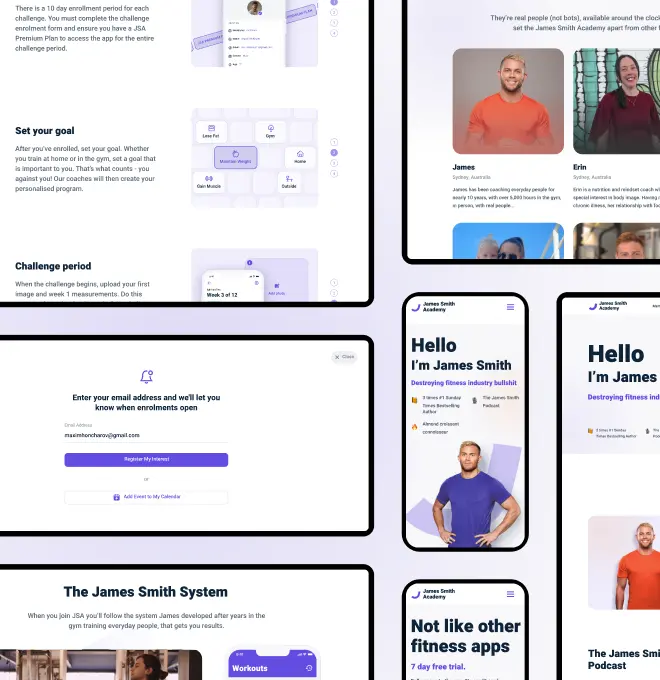 There is a 10 day enrollment period for each
challenge. You must complete the challenge
enrolment form and ensure you have a JSA
Premium Plan to access the app for the entire
challenge period.
Set your goal
After you've enrolled, set your goal. Whether
you train at home or in the gym, set a goal that
is important to you. That's what counts - you
against you! Our coaches will then create your
personalised program.
Lose Fat
Gym
Maintain Weight
Home
Gain Muscle
Outside
Challenge period
When the challenge begins, upload your first
image and week 1 measurements. Do this
Week 3 of 12
They're real people (not bots), available around the clock
set the James Smith Academy apart from other
James
Sydney, Australia
James has been coaching everyday people for
nearly 10 years, with over 6,000 hours in the gym,
in person, with real people...
Erin
Sydney, Australia
Erin is a nutrition and mindset coach
special interest in body image. Having
chronic illness, her relationship with
Close
Enter your email address and we'll let you
know when enrolments open
Email Address
maximhoncharov@gmail.com
Register My Interest
or
Add Event to My Calendar
James Smith
Academy
Hello
I'm James Smith
Destroying fitness industry bullshit
3 times #1 Sunday
Times Bestselling
Author
The James Smith
Podcast
Almond croissant
connoisseur
James Smith
Academy
Hello
I'm James
Destroying fitness ind
3 times #1 Sunday
Times Bestselling Author
The
Podcast
The James Smi
Podcast
The James Smith System
When you join JSA you'll follow the system James developed after years in the
gym training everyday people, that gets you results.
Workouts
James Smith
Academy
Not like other
fitness apps
7 day free trial.